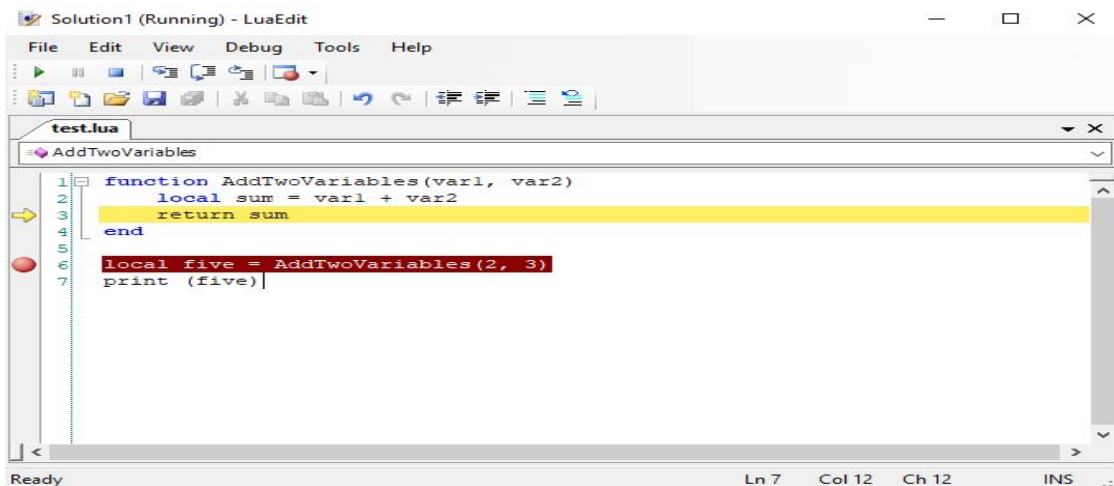 Solution1 (Running) - LuaEdit
File Edit View Debug Tools Help
test.lua
AddTwoVariables
1 function AddTwoVariables(var1, var2)
2 local sum = var1 + var2
3 return sum
4 end
5
6 local five = AddTwoVariables(2, 3)
7 print (five)
Ready Ln 7 Col 12 Ch 12 INS